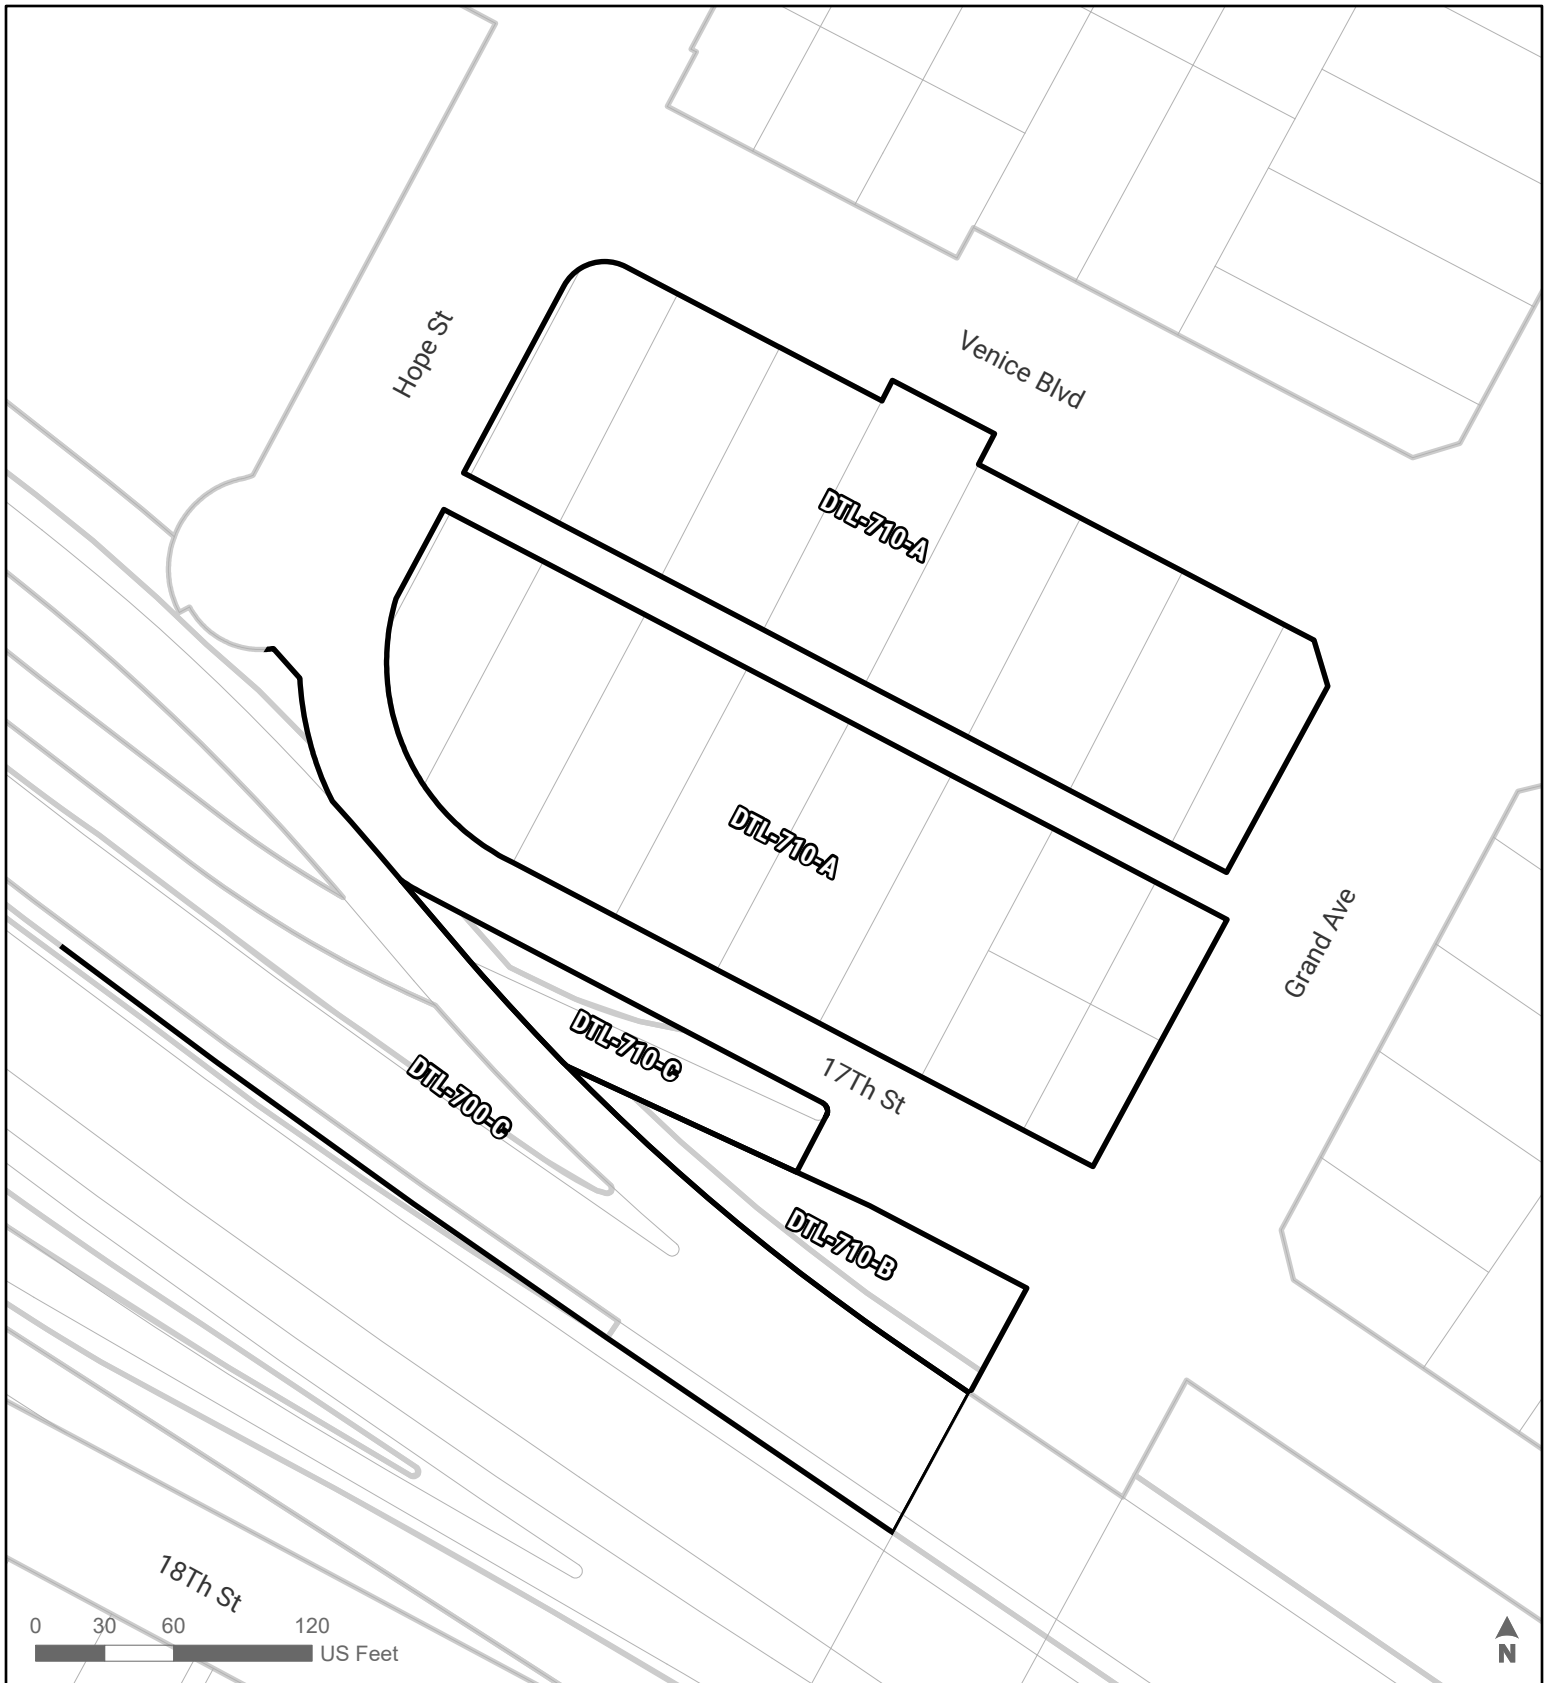 Hope St
Venice Blvd
DTL-710-A
DTL-710-A
Grand Ave
DTL-710-C
17Th St
DTL-700-C
DTL-710-B
18Th St
0 30 60 120
US Feet
N